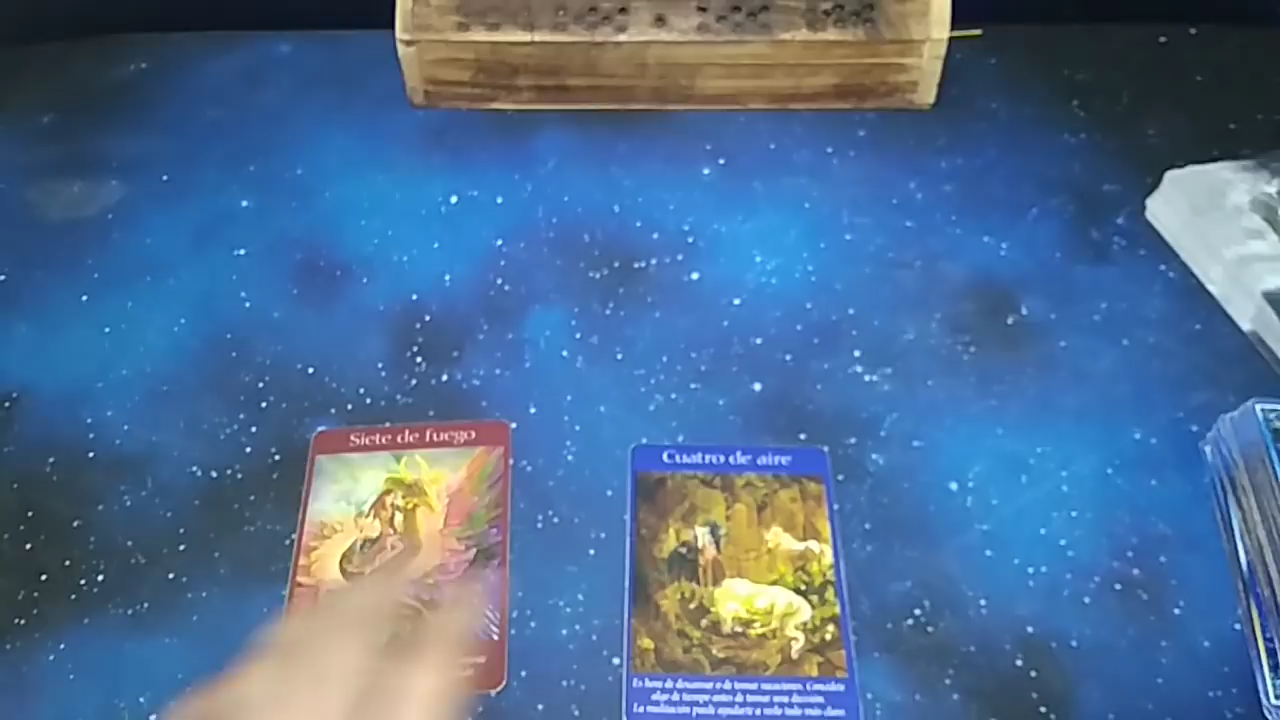 Siete de fuego
Cuatro de aire
Es hora de descansar o de tomar vacaciones. Considere
algo de tiempo antes de tomar una decisión.
La meditación puede ayudarte a verlo todo más claro.